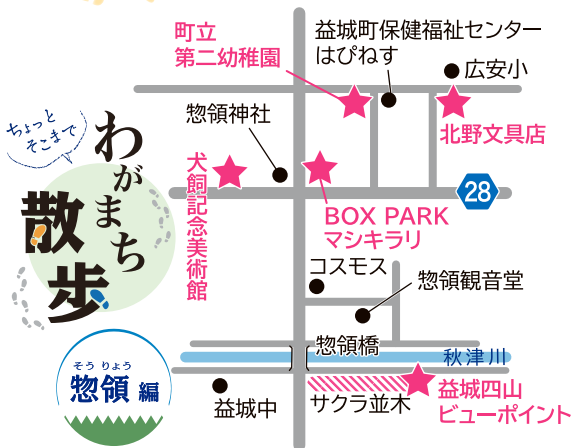 ちょっと
そこまで
わがまち
散歩
そうりょう
惣領 編
町立
第二幼稚園
益城町保健福祉センター
はぴねす
広安小
北野文具店
惣領神社
犬飼記念美術館
28
BOX PARK
マシキラリ
コスモス
惣領観音堂
惣領橋
秋津川
益城中
サクラ並木
益城四山
ビューポイント